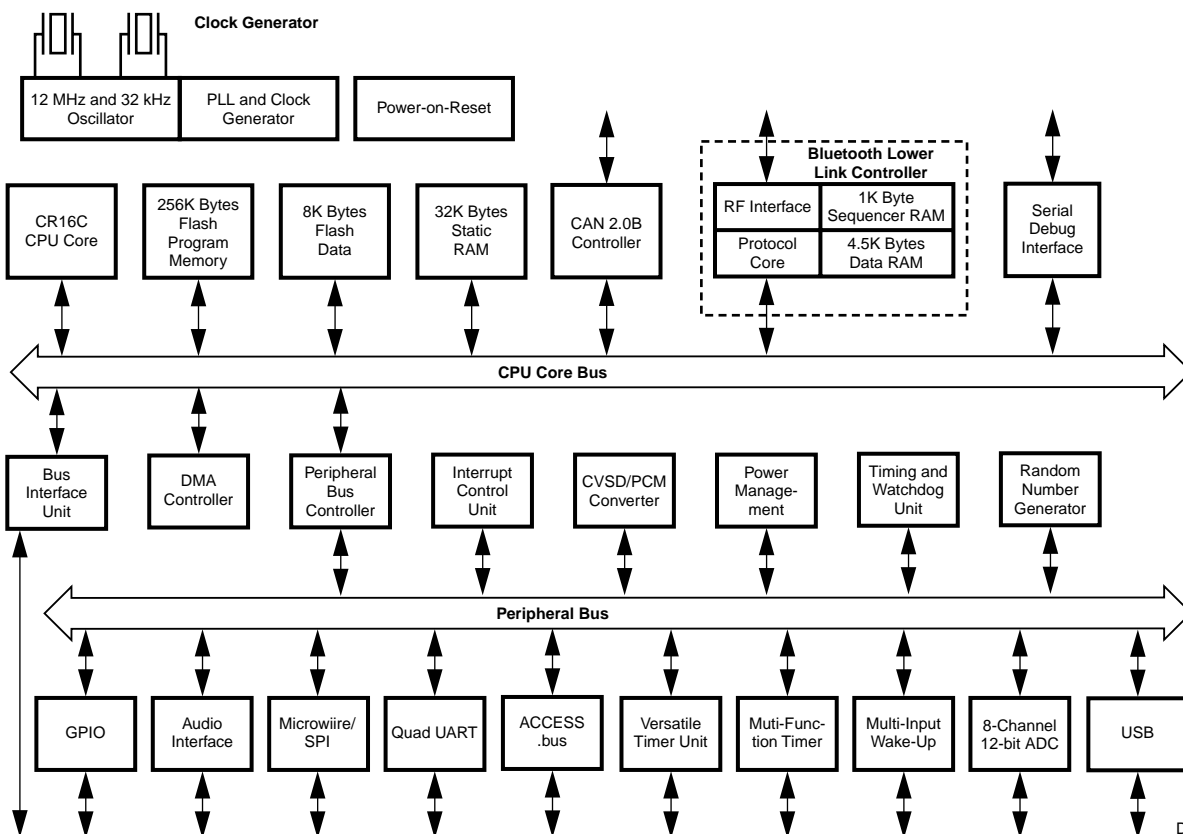 Clock Generator
12 MHz and 32 kHz
Oscillator
PLL and Clock
Generator
Power-on-Reset
Bluetooth Lower
Link Controller
CR16C
CPU Core
256K Bytes
Flash
Program
Memory
8K Bytes
Flash
Data
32K Bytes
Static
RAM
CAN 2.0B
Controller
RF Interface
1K Byte
Sequencer RAM
Protocol
Core
4.5K Bytes
Data RAM
Serial
Debug
Interface
CPU Core Bus
Bus
Interface
Unit
DMA
Controller
Peripheral
Bus
Controller
Interrupt
Control
Unit
CVSD/PCM
Converter
Power
Manage-
ment
Timing and
Watchdog
Unit
Random
Number
Generator
Peripheral Bus
GPIO
Audio
Interface
Microwiire/
SPI
Quad UART
ACCESS
.bus
Versatile
Timer Unit
Muti-Func-
tion Timer
Multi-Input
Wake-Up
8-Channel
12-bit ADC
USB